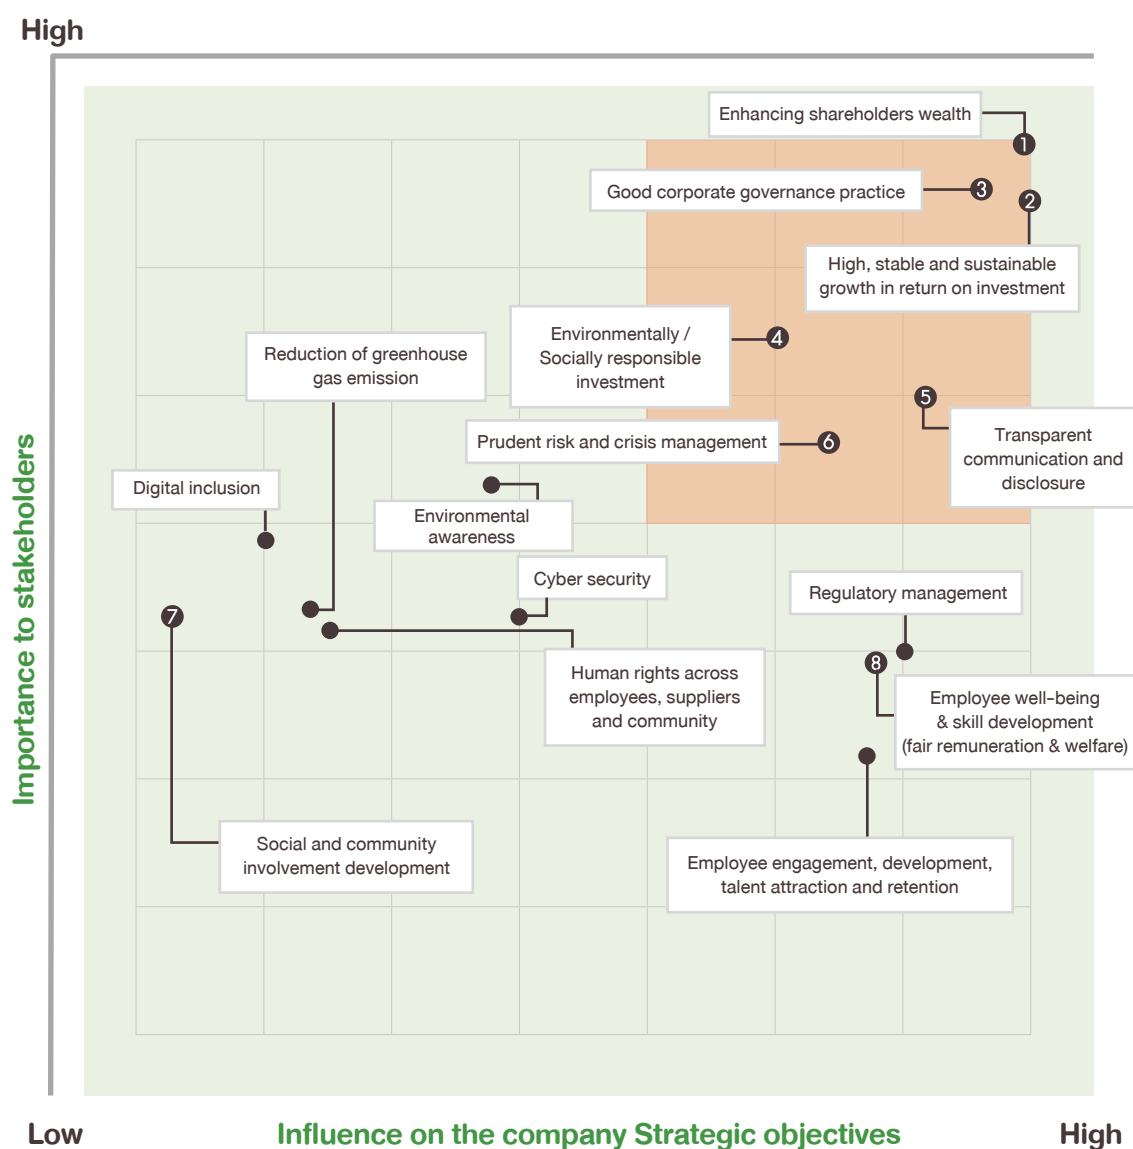 High
Enhancing shareholders wealth
1
Good corporate governance practice
3
2
High, stable and sustainable
growth in return on investment
Environmentally /
Socially responsible
investment
4
Reduction of greenhouse
gas emission
5
Transparent
communication and
disclosure
Prudent risk and crisis management
6
Digital inclusion
Environmental
awareness
Cyber security
Regulatory management
7
Human rights across
employees, suppliers
and community
8
Employee well-being
& skill development
(fair remuneration & welfare)
Social and community
involvement development
Employee engagement, development,
talent attraction and retention
Importance to stakeholders
Low
Influence on the company Strategic objectives
High